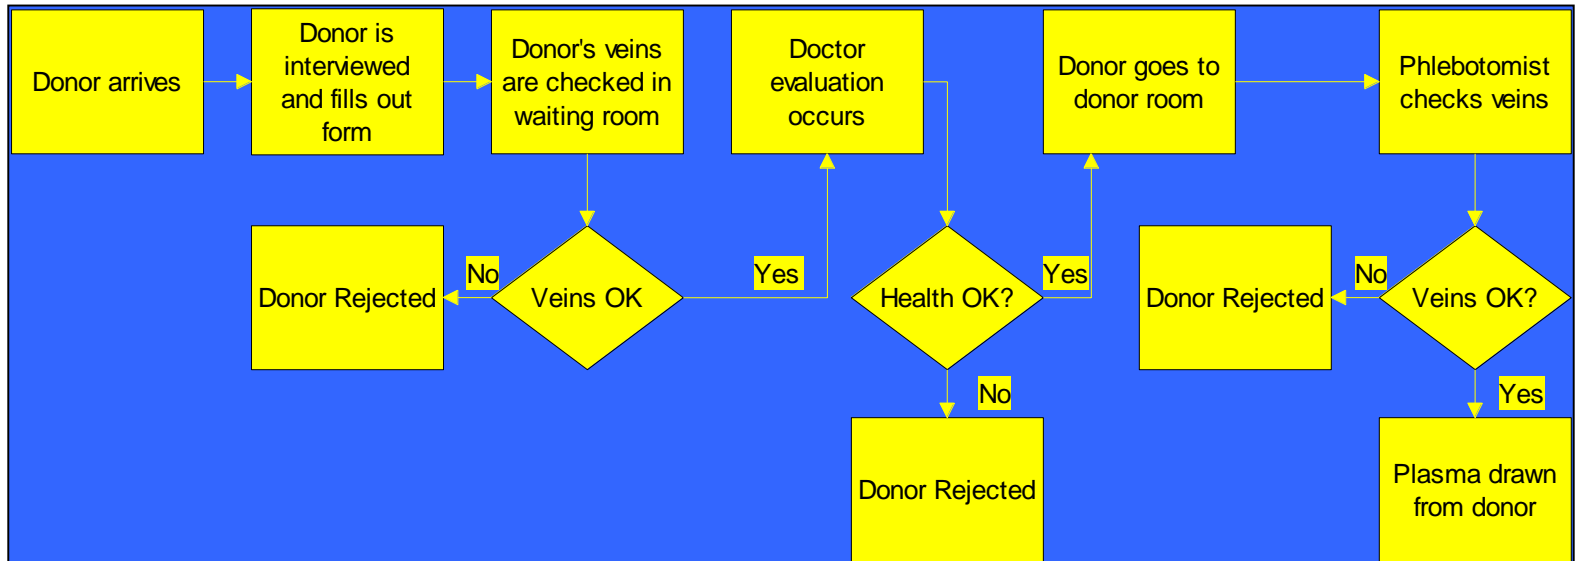 Donor arrives
Donor is
interviewed
and fills out
form
Donor's veins
are checked in
waiting room
Doctor
evaluation
occurs
Donor goes to
donor room
Phlebotomist
checks veins
Donor Rejected
No
Veins OK
Yes
Health OK?
Yes
Donor Rejected
No
Veins OK?
No
Yes
Donor Rejected
Plasma drawn
from donor